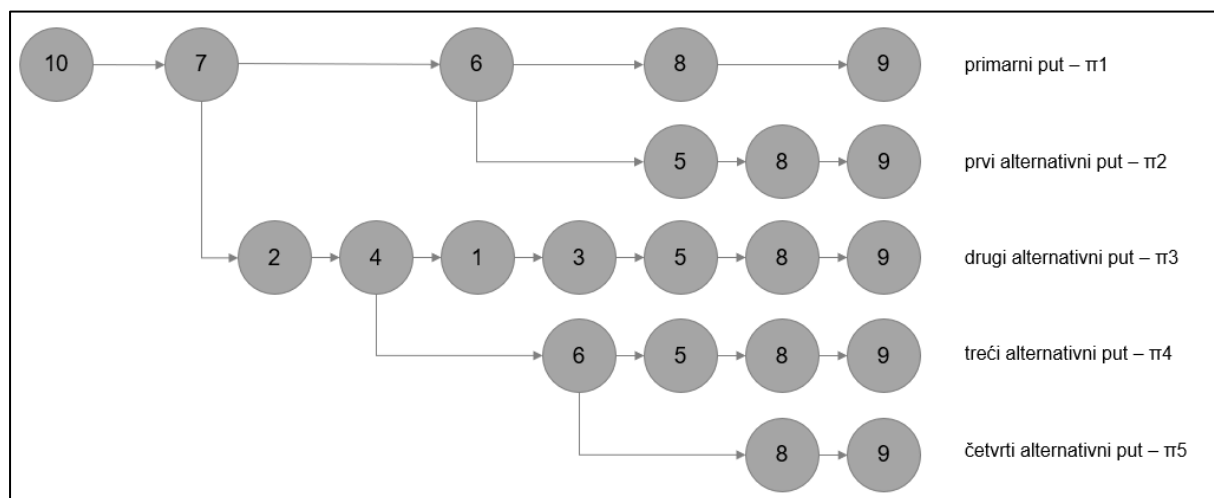 10 7 6 8 9 primarni put – π1
5 8 9 prvi alternativni put – π2
2 4 1 3 5 8 9 drugi alternativni put – π3
6 5 8 9 treći alternativni put – π4
8 9 četvrti alternativni put – π5